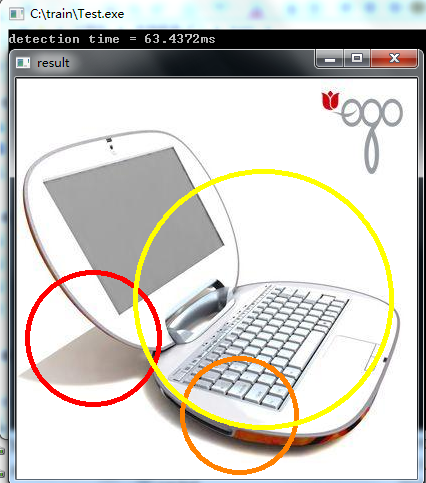 C:\train\Test.exe
detection time = 63.4372ms
result
ego